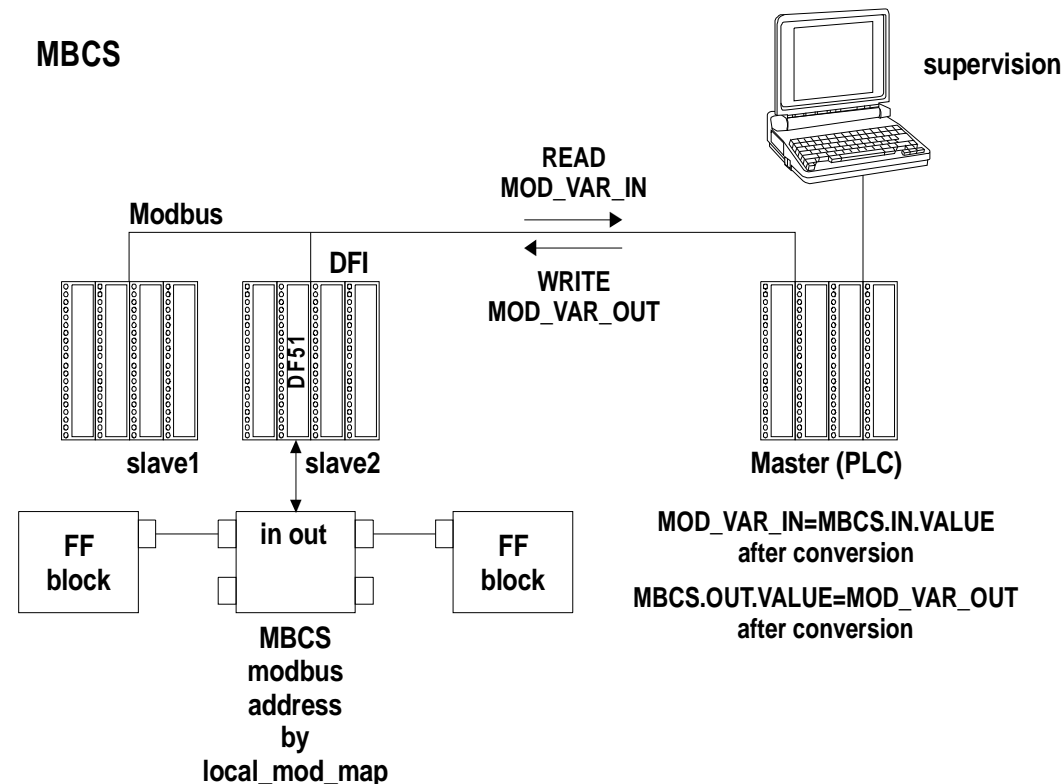 MBCS
supervision
READ
MOD_VAR_IN
Modbus
DFI
WRITE
MOD_VAR_OUT
DF51
slave1
slave2
Master (PLC)
FF
block
in out
FF
block
MOD_VAR_IN=MBCS.IN.VALUE
after conversion
MBCS.OUT.VALUE=MOD_VAR_OUT
after conversion
MBCS
modbus
address
by
local_mod_map